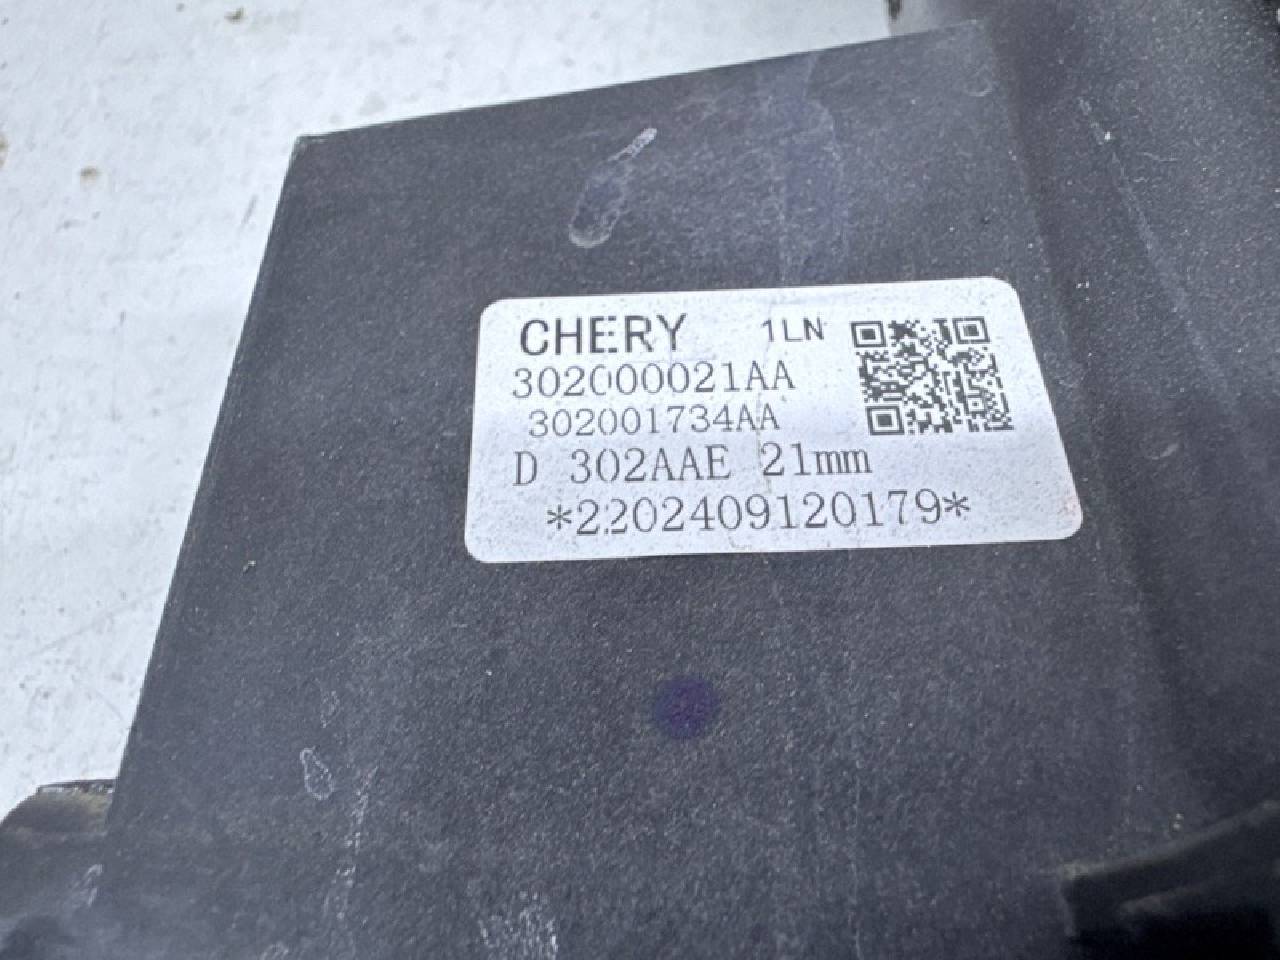 CHERY 1LN
302000021AA
302001734AA
D 302AAE 21mm
*2202409120179*